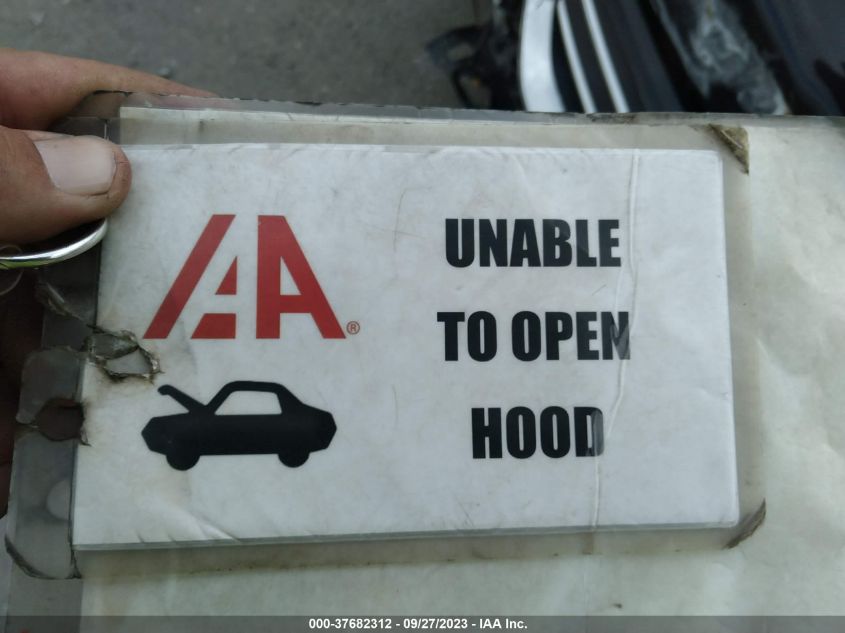 IAA®
UNABLE
TO OPEN
HOOD
000-37682312 - 09/27/2023 - IAA Inc.